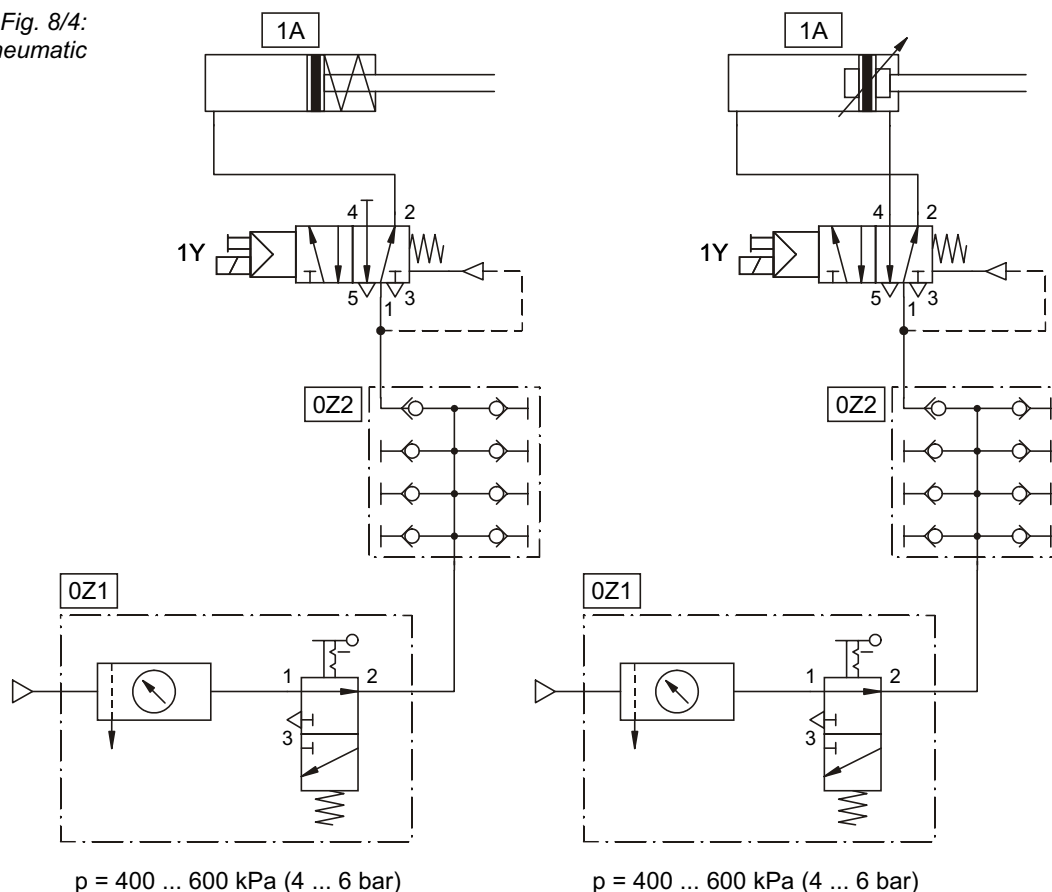 Fig. 8/4:
neumatic
1A
1A
4 2
4 2
1Y
1Y
5 1 3
5 1 3
0Z2
0Z2
0Z1
0Z1
1 2
1 2
3
3
p = 400 ... 600 kPa (4 ... 6 bar)
p = 400 ... 600 kPa (4 ... 6 bar)